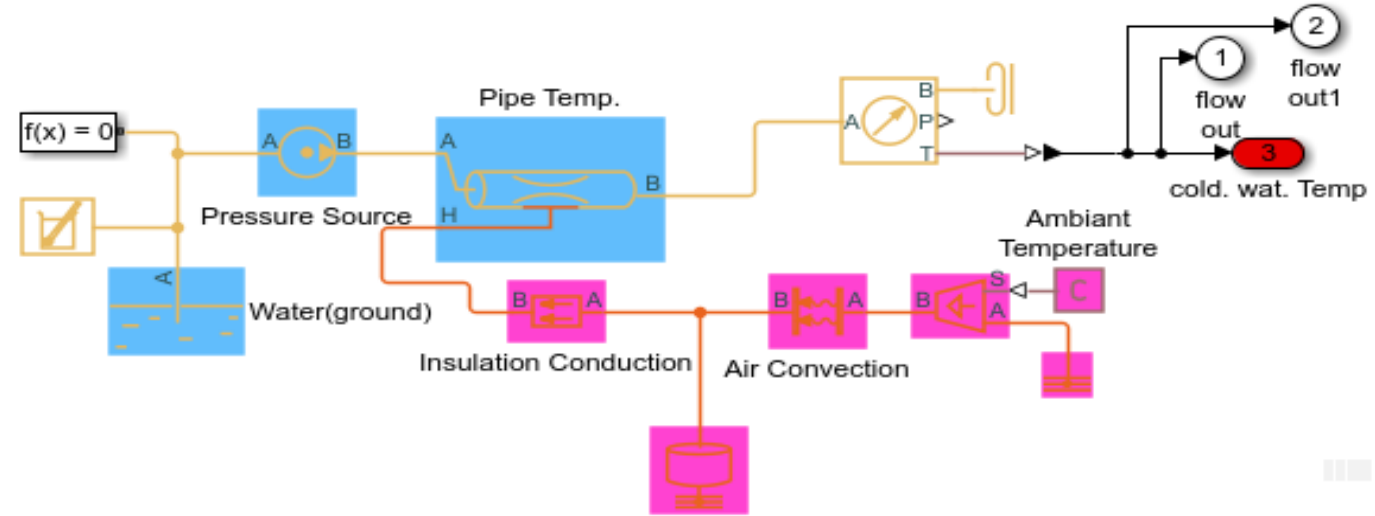 2
flow
out1
1
flow
out
Pipe Temp.
f(x) = 0
A
B
A
B
H
Pressure Source
A
B
P
T
3
cold. wat. Temp
A
Water(ground)
Ambiant
Temperature
B
A
Insulation Conduction
B
A
Air Convection
B
S
A
C